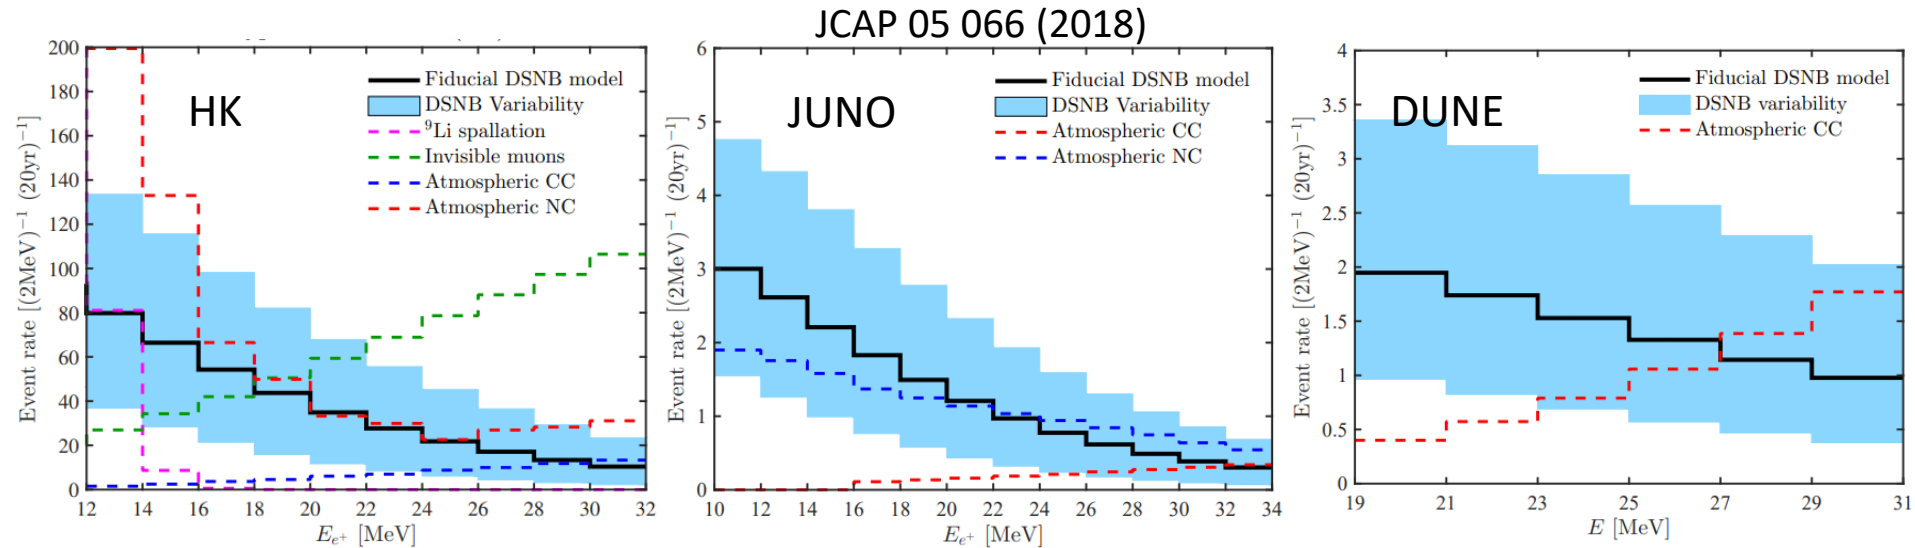 JCAP 05 066 (2018)
HK
Fiducial DSNB model
DSNB Variability
⁹Li spallation
Invisible muons
Atmospheric CC
Atmospheric NC
Event rate [(2MeV)⁻¹ (20yr)⁻¹]
200
180
160
140
120
100
80
60
40
20
0
12 14 16 18 20 22 24 26 28 30 32
E_{e⁺} [MeV]
JUNO
Fiducial DSNB model
DSNB Variability
Atmospheric CC
Atmospheric NC
Event rate [(2MeV)⁻¹ (20yr)⁻¹]
6
5
4
3
2
1
0
10 12 14 16 18 20 22 24 26 28 30 32 34
E_{e⁺} [MeV]
DUNE
Fiducial DSNB model
DSNB variability
Atmospheric CC
Event rate [(2MeV)⁻¹ (20yr)⁻¹]
4
3.5
3
2.5
2
1.5
1
0.5
0
19 21 23 25 27 29 31
E [MeV]